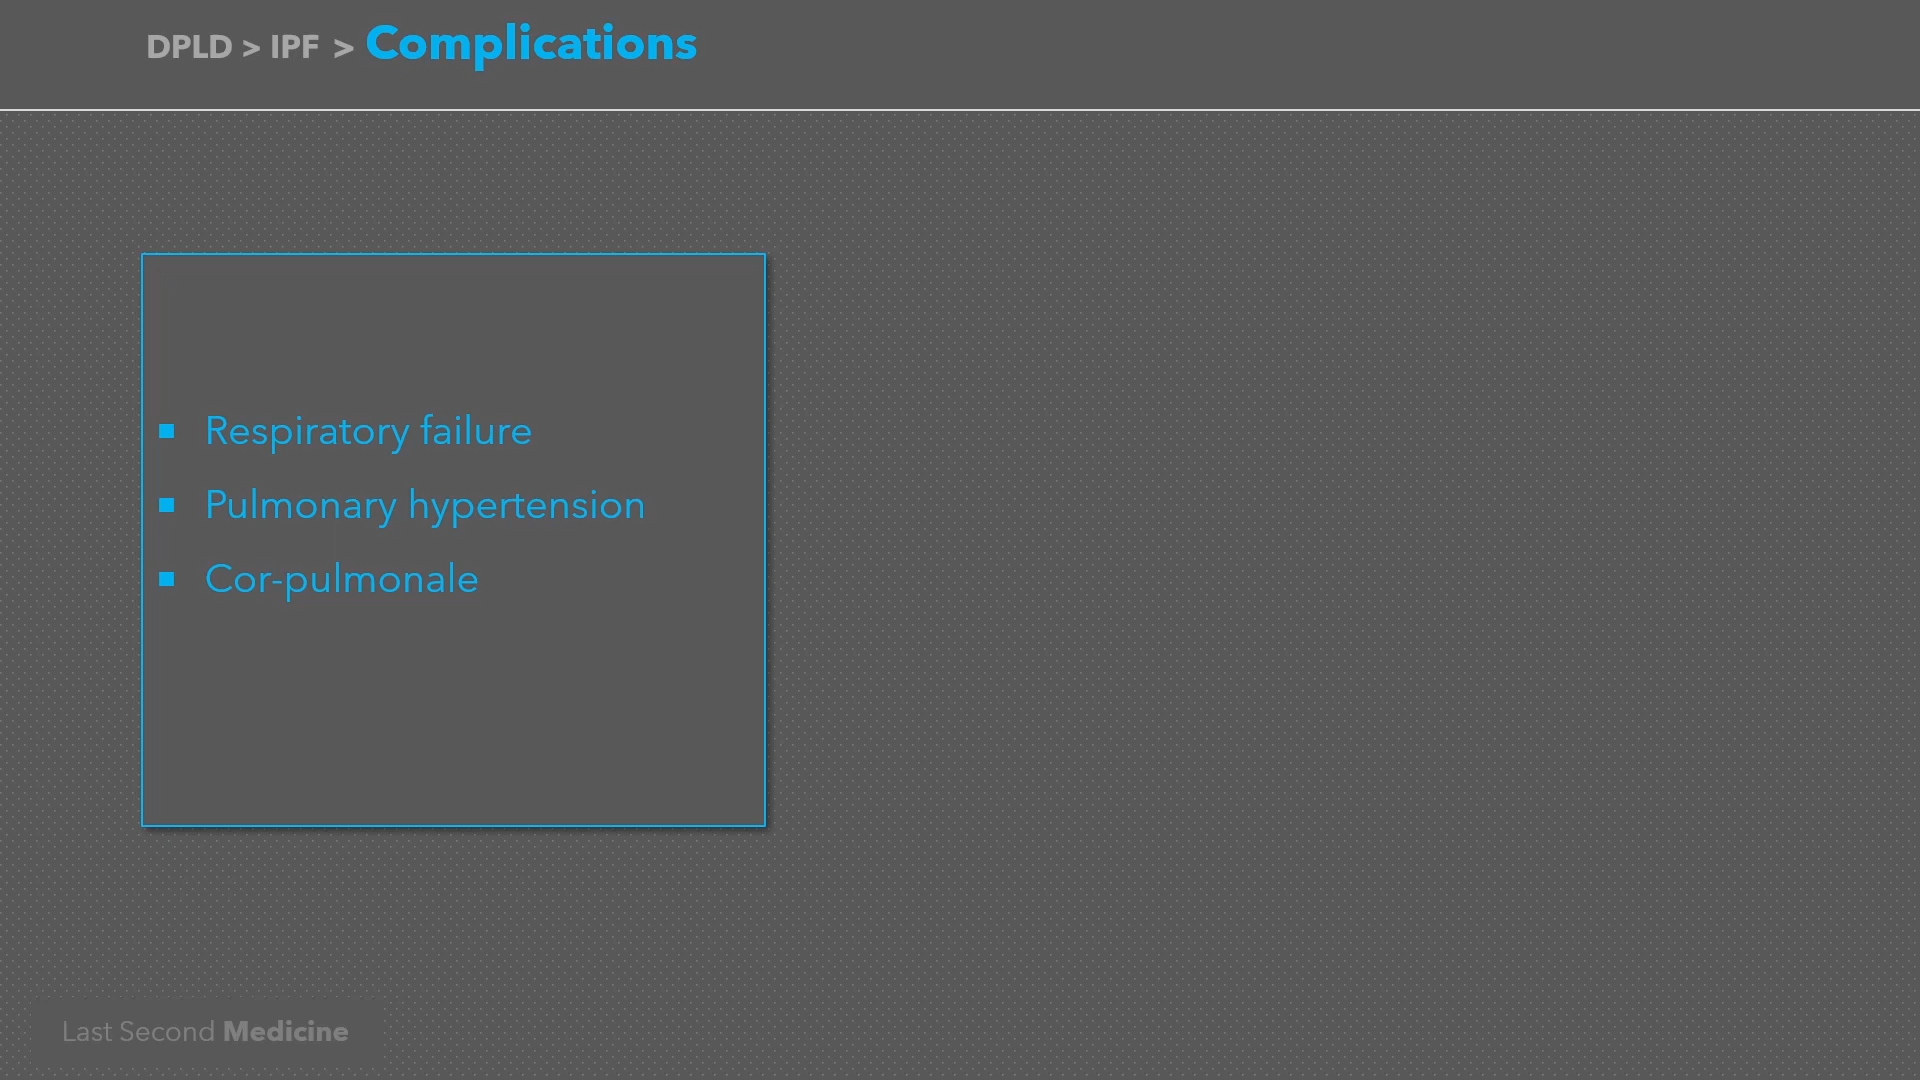 DPLD > IPF > Complications
Respiratory failure
Pulmonary hypertension
Cor-pulmonale
Last Second Medicine